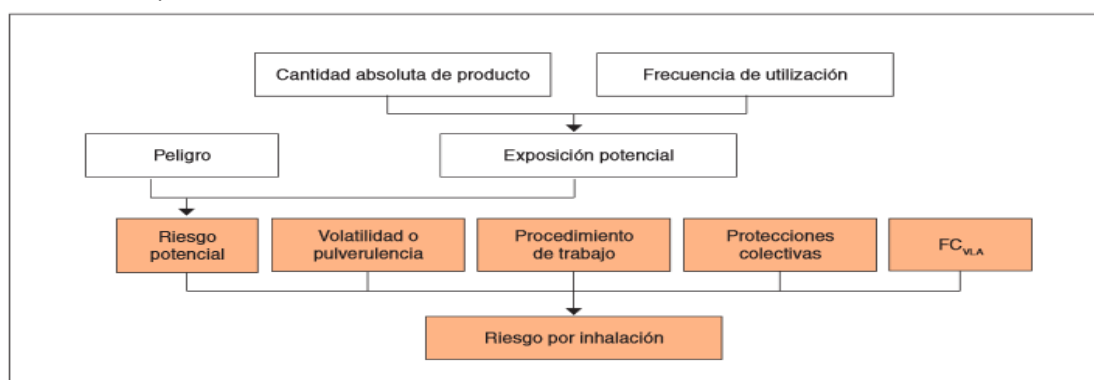 Cantidad absoluta de producto
Frecuencia de utilización
Peligro
Exposición potencial
Riesgo
potencial
Volatilidad o
pulverulencia
Procedimiento
de trabajo
Protecciones
colectivas
FC_VLA
Riesgo por inhalación